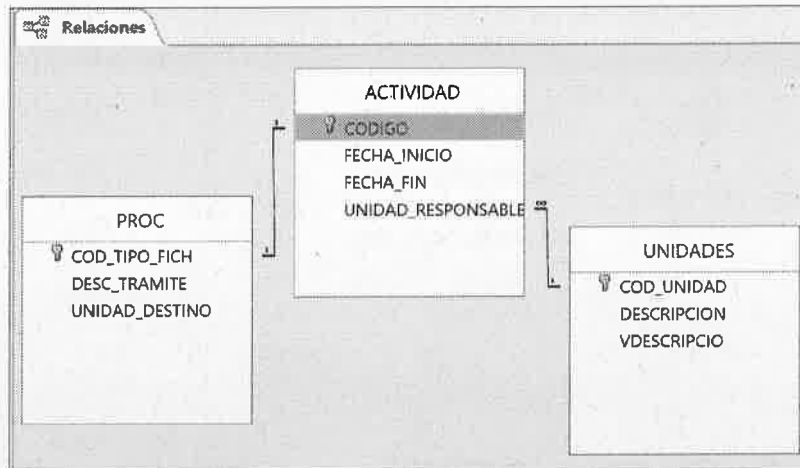 Relaciones
ACTIVIDAD
CODIGO
FECHA_INICIO
FECHA_FIN
UNIDAD_RESPONSABLE
∞
PROC
COD_TIPO_FICH
DESC_TRAMITE
UNIDAD_DESTINO
UNIDADES
COD_UNIDAD
DESCRIPCION
VDESCRIPCIO